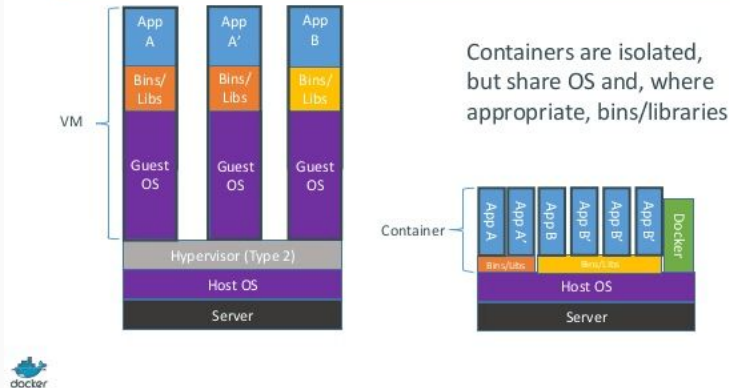 App
A
App
A'
App
B
Bins/
Libs
Bins/
Libs
Bins/
Libs
VM
Guest
OS
Guest
OS
Guest
OS
Hypervisor (Type 2)
Host OS
Server
Containers are isolated,
but share OS and, where
appropriate, bins/libraries
Container
App A
App A'
App B
App B'
App B'
App B'
Docker
Bins/Libs
Bins/Libs
Host OS
Server
docker